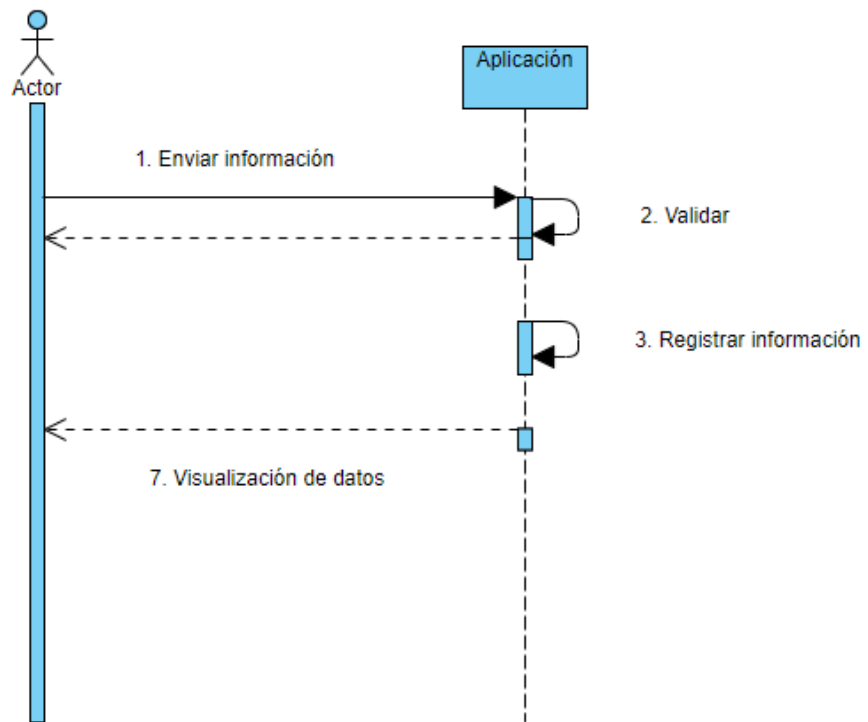 Actor
Aplicación
1. Enviar información
2. Validar
3. Registrar información
7. Visualización de datos